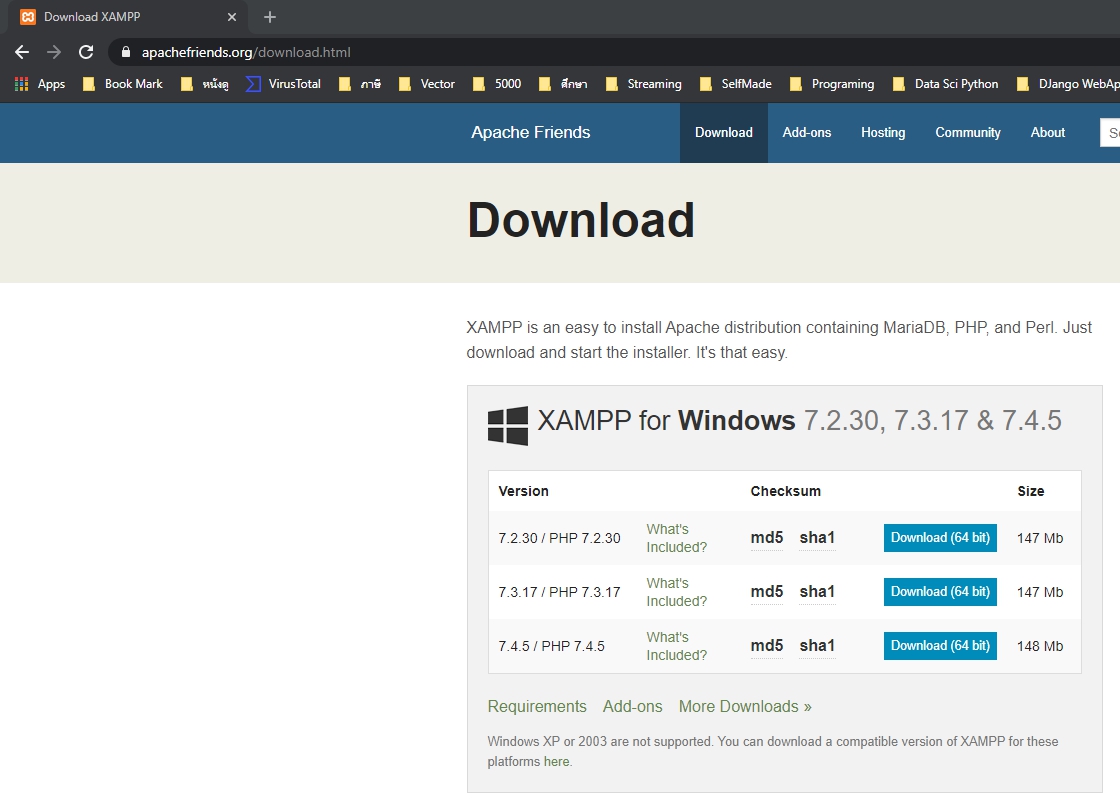 Download XAMPP
apachefriends.org/download.html
Apps Book Mark หนังดู VirusTotal ภาษี Vector 5000 ศึกษา Streaming SelfMade Programing Data Sci Python DJango WebAp
Apache Friends Download Add-ons Hosting Community About Se
Download
XAMPP is an easy to install Apache distribution containing MariaDB, PHP, and Perl. Just
download and start the installer. It's that easy.
XAMPP for Windows 7.2.30, 7.3.17 & 7.4.5
Version Checksum Size
7.2.30 / PHP 7.2.30 What's Included? md5 sha1 Download (64 bit) 147 Mb
7.3.17 / PHP 7.3.17 What's Included? md5 sha1 Download (64 bit) 147 Mb
7.4.5 / PHP 7.4.5 What's Included? md5 sha1 Download (64 bit) 148 Mb
Requirements Add-ons More Downloads »
Windows XP or 2003 are not supported. You can download a compatible version of XAMPP for these
platforms here.